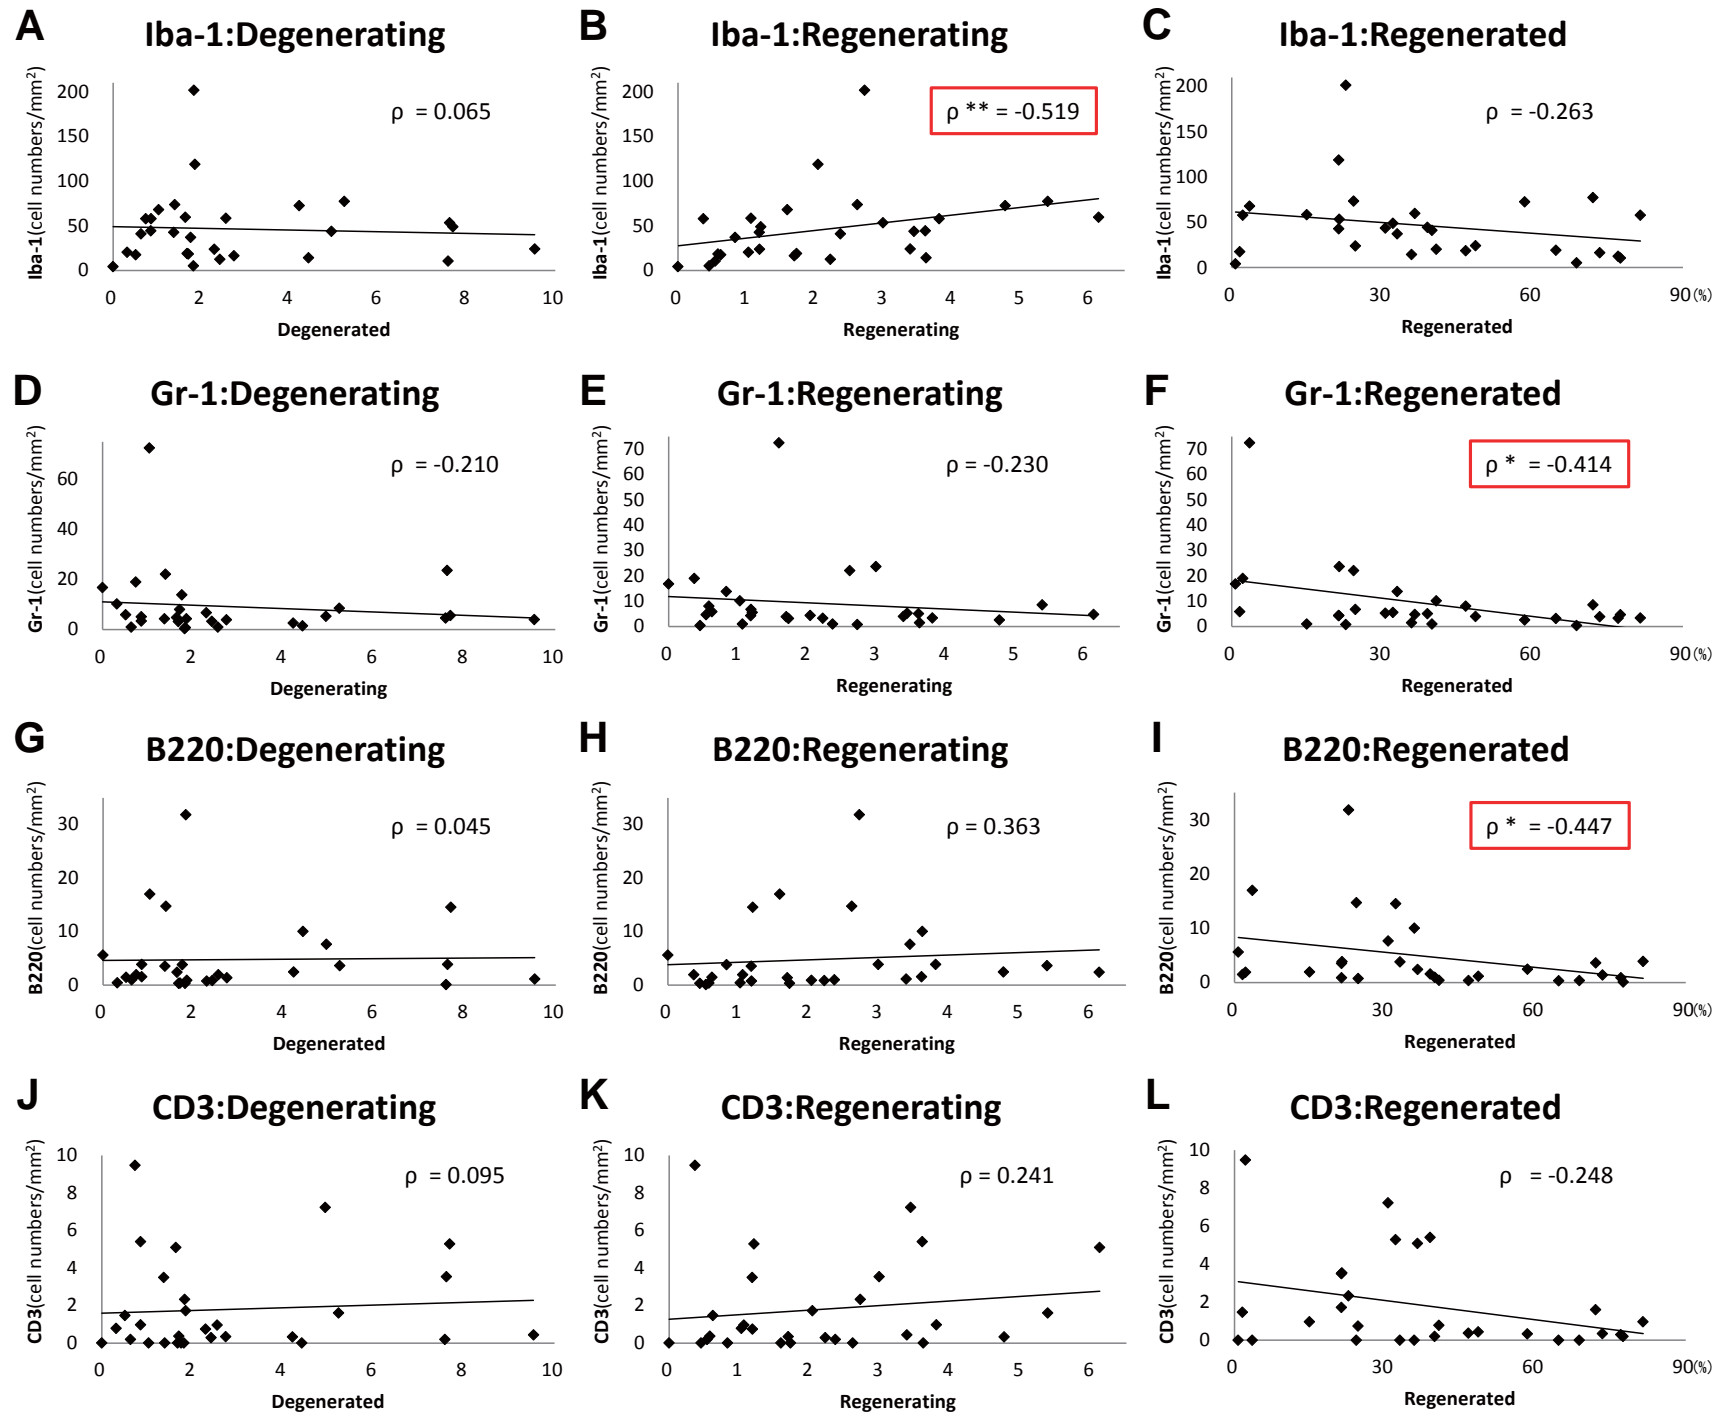 A Iba-1:Degenerating
Iba-1(cell numbers/mm²)
200
150
100
50
0
ρ = 0.065
0 2 4 6 8 10
Degenerated
B Iba-1:Regenerating
Iba-1(cell numbers/mm²)
200
150
100
50
0
ρ ** = -0.519
0 1 2 3 4 5 6
Regenerating
C Iba-1:Regenerated
Iba-1(cell numbers/mm²)
200
150
100
50
0
ρ = -0.263
0 30 60 90(%)
Regenerated
D Gr-1:Degenerating
Gr-1(cell numbers/mm²)
60
40
20
0
ρ = -0.210
0 2 4 6 8 10
Degenerating
E Gr-1:Regenerating
Gr-1(cell numbers/mm²)
70
60
50
40
30
20
10
0
ρ = -0.230
0 1 2 3 4 5 6
Regenerating
F Gr-1:Regenerated
Gr-1(cell numbers/mm²)
70
60
50
40
30
20
10
0
ρ * = -0.414
0 30 60 90(%)
Regenerated
G B220:Degenerating
B220(cell numbers/mm²)
30
20
10
0
ρ = 0.045
0 2 4 6 8 10
Degenerated
H B220:Regenerating
B220(cell numbers/mm²)
30
20
10
0
ρ = 0.363
0 1 2 3 4 5 6
Regenerating
I B220:Regenerated
B220(cell numbers/mm²)
30
20
10
0
ρ * = -0.447
0 30 60 90(%)
Regenerated
J CD3:Degenerating
CD3(cell numbers/mm²)
10
8
6
4
2
0
ρ = 0.095
0 2 4 6 8 10
Degenerated
K CD3:Regenerating
CD3(cell numbers/mm²)
10
8
6
4
2
0
ρ = 0.241
0 1 2 3 4 5 6
Regenerating
L CD3:Regenerated
CD3(cell numbers/mm²)
10
8
6
4
2
0
ρ = -0.248
0 30 60 90(%)
Regenerated